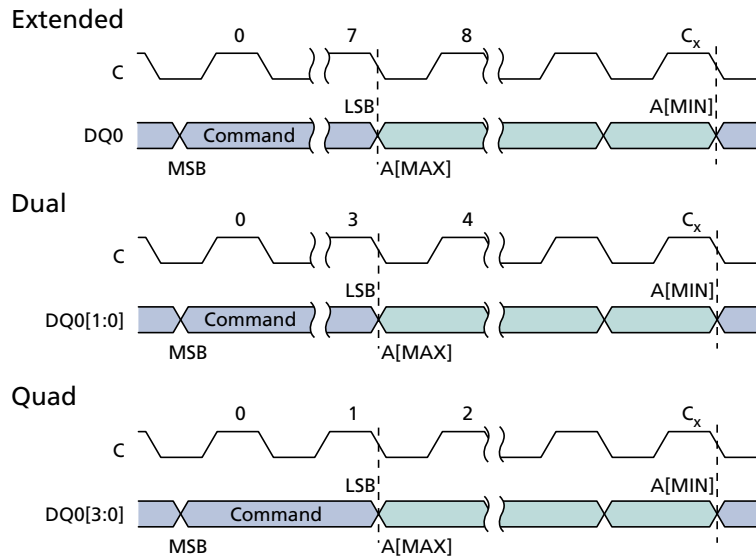 Extended
0 7 8 Cx
C
LSB A[MIN]
DQ0 Command
MSB A[MAX]
Dual
0 3 4 Cx
C
LSB A[MIN]
DQ0[1:0] Command
MSB A[MAX]
Quad
0 1 2 Cx
C
LSB A[MIN]
DQ0[3:0] Command
MSB A[MAX]